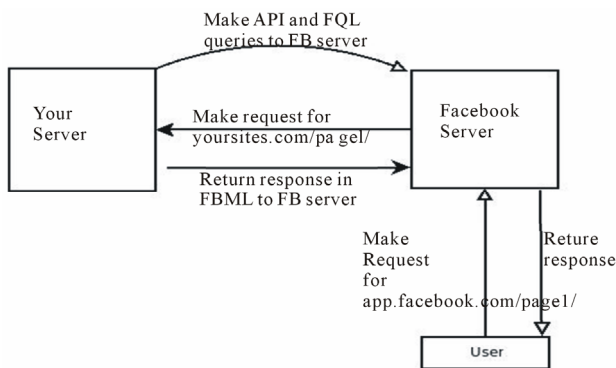 Make API and FQL
queries to FB server
Your
Server
Make request for
yoursites.com/pa gel/
Facebook
Server
Return response in
FBML to FB server
Make
Request
for
app.facebook.com/page1/
Reture
response
User